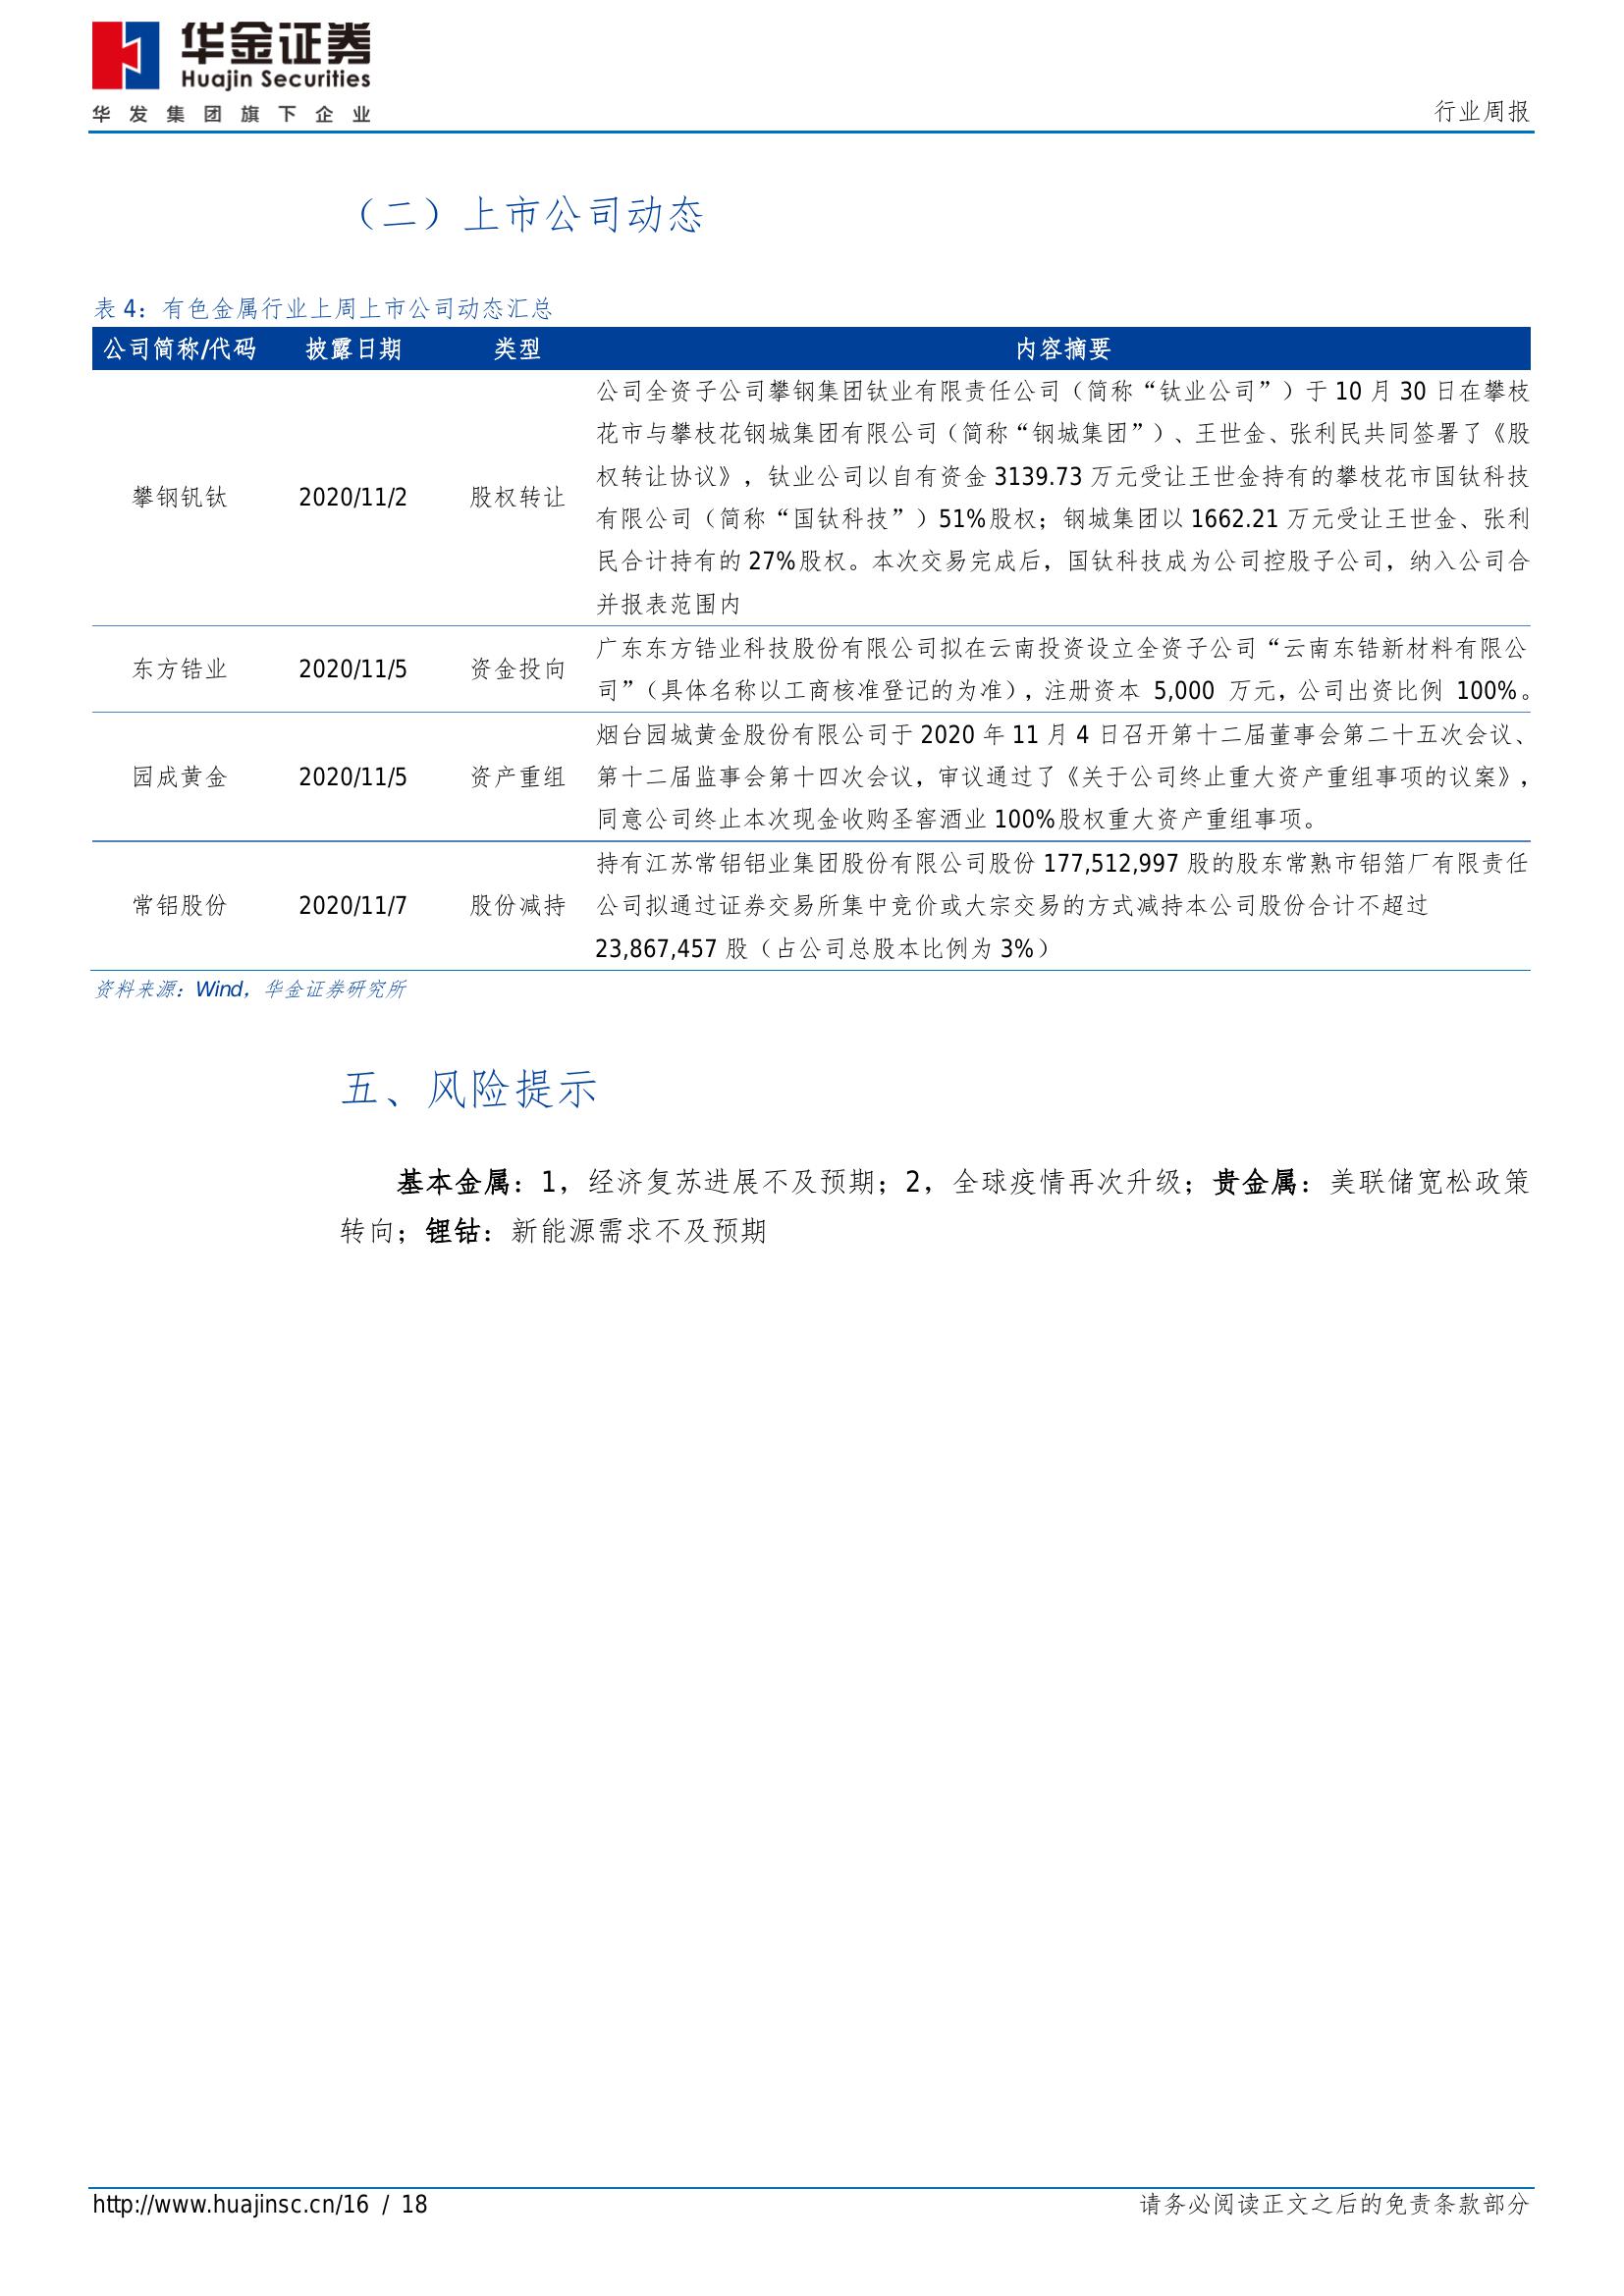 华金证券
Huajin Securities
华发集团旗下企业
行业周报
（二）上市公司动态
表 4：有色金属行业上周上市公司动态汇总
公司简称/代码 披露日期 类型 内容摘要
公司全资子公司攀钢集团钛业有限责任公司（简称“钛业公司”）于 10 月 30 日在攀枝
花市与攀枝花钢城集团有限公司（简称“钢城集团”）、王世金、张利民共同签署了《股
权转让协议》，钛业公司以自有资金 3139.73 万元受让王世金持有的攀枝花市国钛科技
攀钢钒钛 2020/11/2 股权转让
有限公司（简称“国钛科技”）51%股权；钢城集团以 1662.21 万元受让王世金、张利
民合计持有的 27%股权。本次交易完成后，国钛科技成为公司控股子公司，纳入公司合
并报表范围内
东方锆业 2020/11/5 资金投向
广东东方锆业科技股份有限公司拟在云南投资设立全资子公司“云南东锆新材料有限公
司”（具体名称以工商核准登记的为准），注册资本 5,000 万元，公司出资比例 100%。
烟台园城黄金股份有限公司于 2020 年 11 月 4 日召开第十二届董事会第二十五次会议、
园成黄金 2020/11/5 资产重组 第十二届监事会第十四次会议，审议通过了《关于公司终止重大资产重组事项的议案》，
同意公司终止本次现金收购圣窖酒业 100%股权重大资产重组事项。
持有江苏常铝铝业集团股份有限公司股份 177,512,997 股的股东常熟市铝箔厂有限责任
常铝股份 2020/11/7 股份减持 公司拟通过证券交易所集中竞价或大宗交易的方式减持本公司股份合计不超过
23,867,457 股（占公司总股本比例为 3%）
资料来源：Wind，华金证券研究所
五、风险提示
基本金属：1，经济复苏进展不及预期；2，全球疫情再次升级；贵金属：美联储宽松政策
转向；锂钴：新能源需求不及预期
http://www.huajinsc.cn/16 / 18 请务必阅读正文之后的免责条款部分